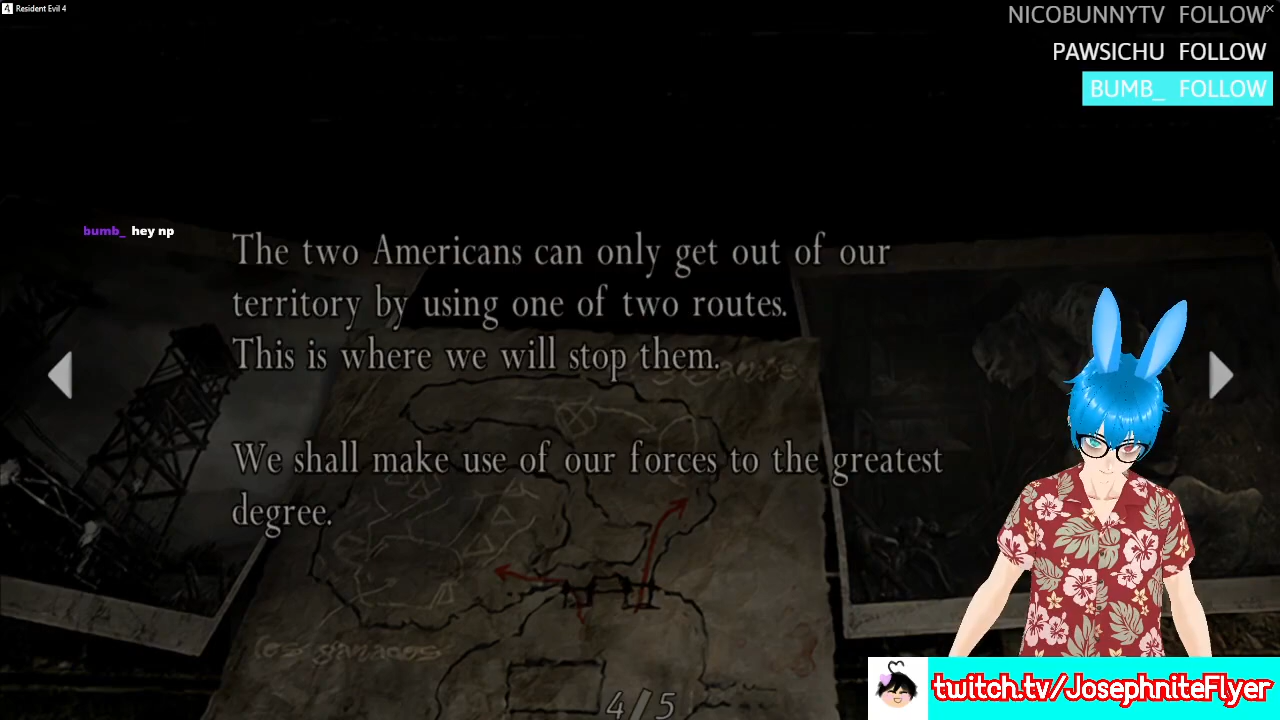 4 Resident Evil 4
NICOBUNNYTV FOLLOW
PAWSICHU FOLLOW
BUMB_ FOLLOW
bumb_ hey np
The two Americans can only get out of our
territory by using one of two routes.
This is where we will stop them.
We shall make use of our forces to the greatest
degree.
4/5
twitch.tv/JosephniteFlyer